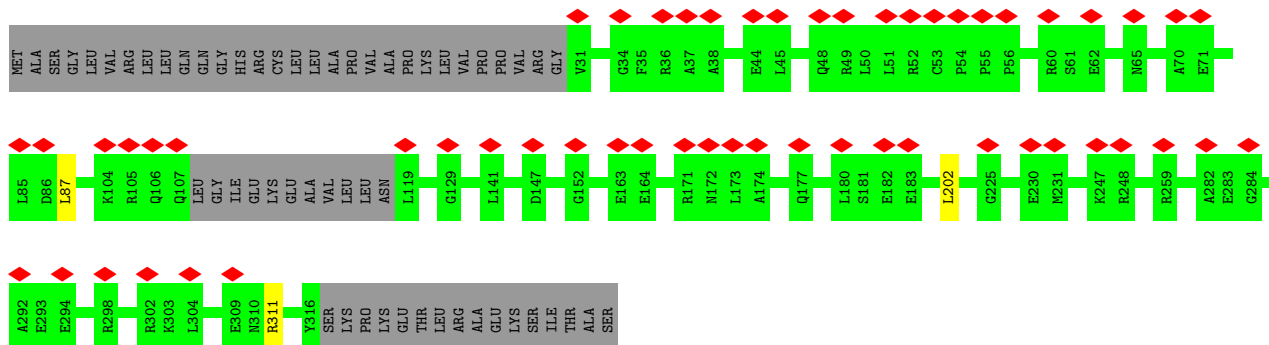 MET ALA SER GLY LEU VAL ARG LEU LEU GLN GLN GLY HIS ARG CYS LEU LEU ALA PRO VAL ALA PRO LYS LEU VAL PRO PRO VAL ARG GLY V31 G34 F35 R36 A37 A38 E44 L45 Q48 R49 L50 L51 R52 C53 P54 P55 P56 R60 S61 E62 N65 A70 E71
L85 D86 L87 K104 R105 Q106 Q107 LEU GLY ILE GLU LYS GLU ALA VAL LEU LEU ASN L119 G129 L141 D147 G152 E163 E164 R171 N172 L173 A174 Q177 L180 S181 E182 E183 L202 G225 E230 M231 K247 R248 R259 A282 E283 G284
A292 E293 E294 R298 R302 K303 L304 E309 N310 R311 Y316 SER LYS PRO LYS GLU THR LEU ARG ALA GLU LYS SER ILE THR ALA SER